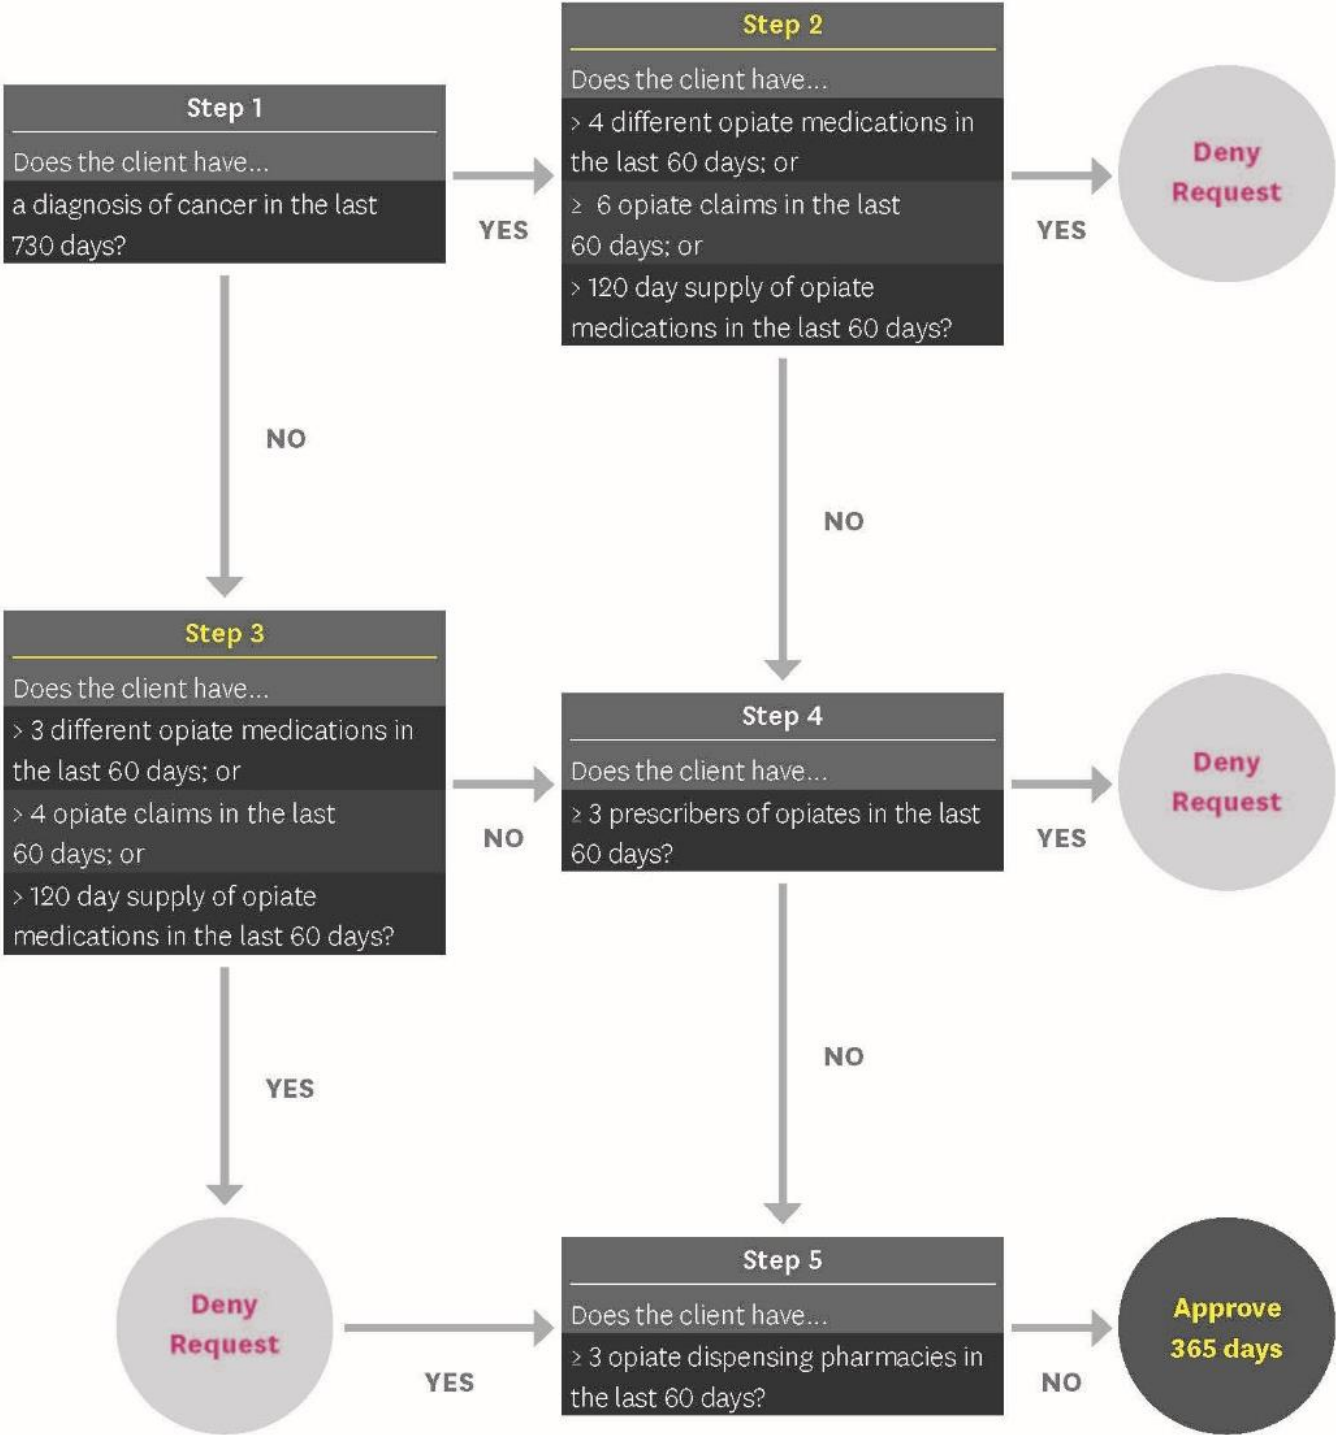 Step 1
Does the client have...
a diagnosis of cancer in the last
730 days?
YES
Step 2
Does the client have...
> 4 different opiate medications in
the last 60 days; or
≥ 6 opiate claims in the last
60 days; or
> 120 day supply of opiate
medications in the last 60 days?
YES
Deny
Request
NO
NO
Step 3
Does the client have...
> 3 different opiate medications in
the last 60 days; or
> 4 opiate claims in the last
60 days; or
> 120 day supply of opiate
medications in the last 60 days?
NO
Step 4
Does the client have...
≥ 3 prescribers of opiates in the last
60 days?
YES
Deny
Request
YES
NO
Deny
Request
YES
Step 5
Does the client have...
≥ 3 opiate dispensing pharmacies in
the last 60 days?
NO
Approve
365 days